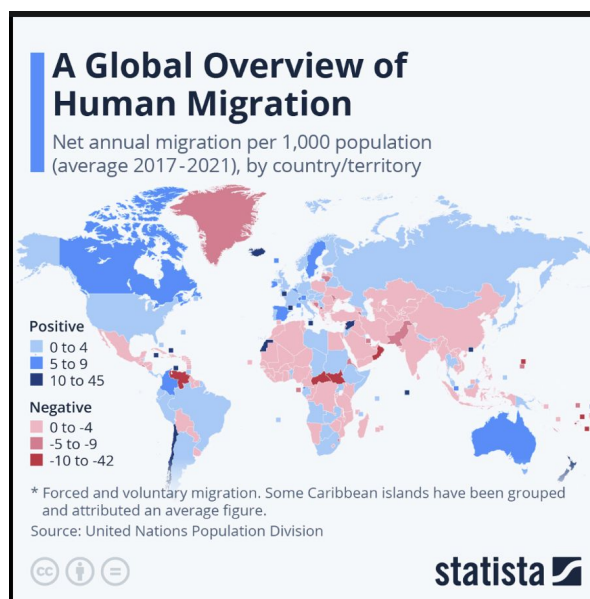 A Global Overview of
Human Migration
Net annual migration per 1,000 population
(average 2017-2021), by country/territory
Positive
0 to 4
5 to 9
10 to 45
Negative
0 to -4
-5 to -9
-10 to -42
* Forced and voluntary migration. Some Caribbean islands have been grouped
and attributed an average figure.
Source: United Nations Population Division
cc
statista